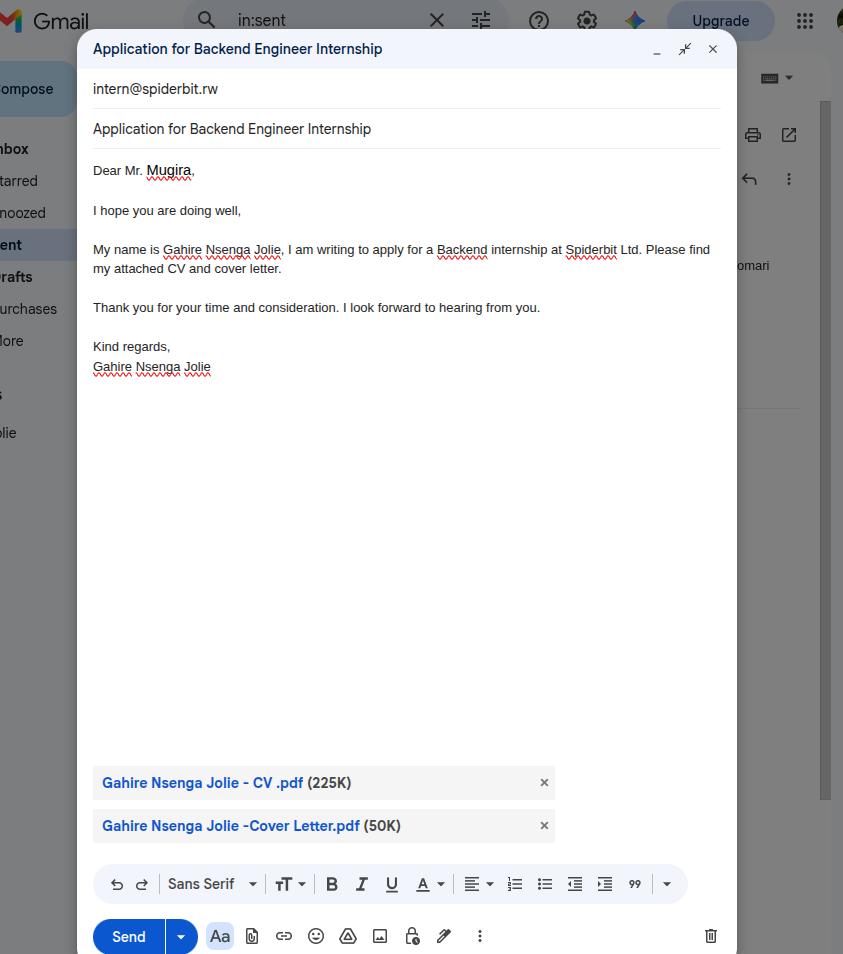 Gmail
in:sent
Upgrade
Application for Backend Engineer Internship
ompose
intern@spiderbit.rw
Application for Backend Engineer Internship
nbox
Dear Mr. Mugira,
tarred
noozed
I hope you are doing well,
ent
My name is Gahire Nsenga Jolie, I am writing to apply for a Backend internship at Spiderbit Ltd. Please find
my attached CV and cover letter.
omari
rafts
urchases
Thank you for your time and consideration. I look forward to hearing from you.
ore
Kind regards,
Gahire Nsenga Jolie
s
olie
Gahire Nsenga Jolie - CV .pdf (225K)
Gahire Nsenga Jolie -Cover Letter.pdf (50K)
Sans Serif
Send
Aa